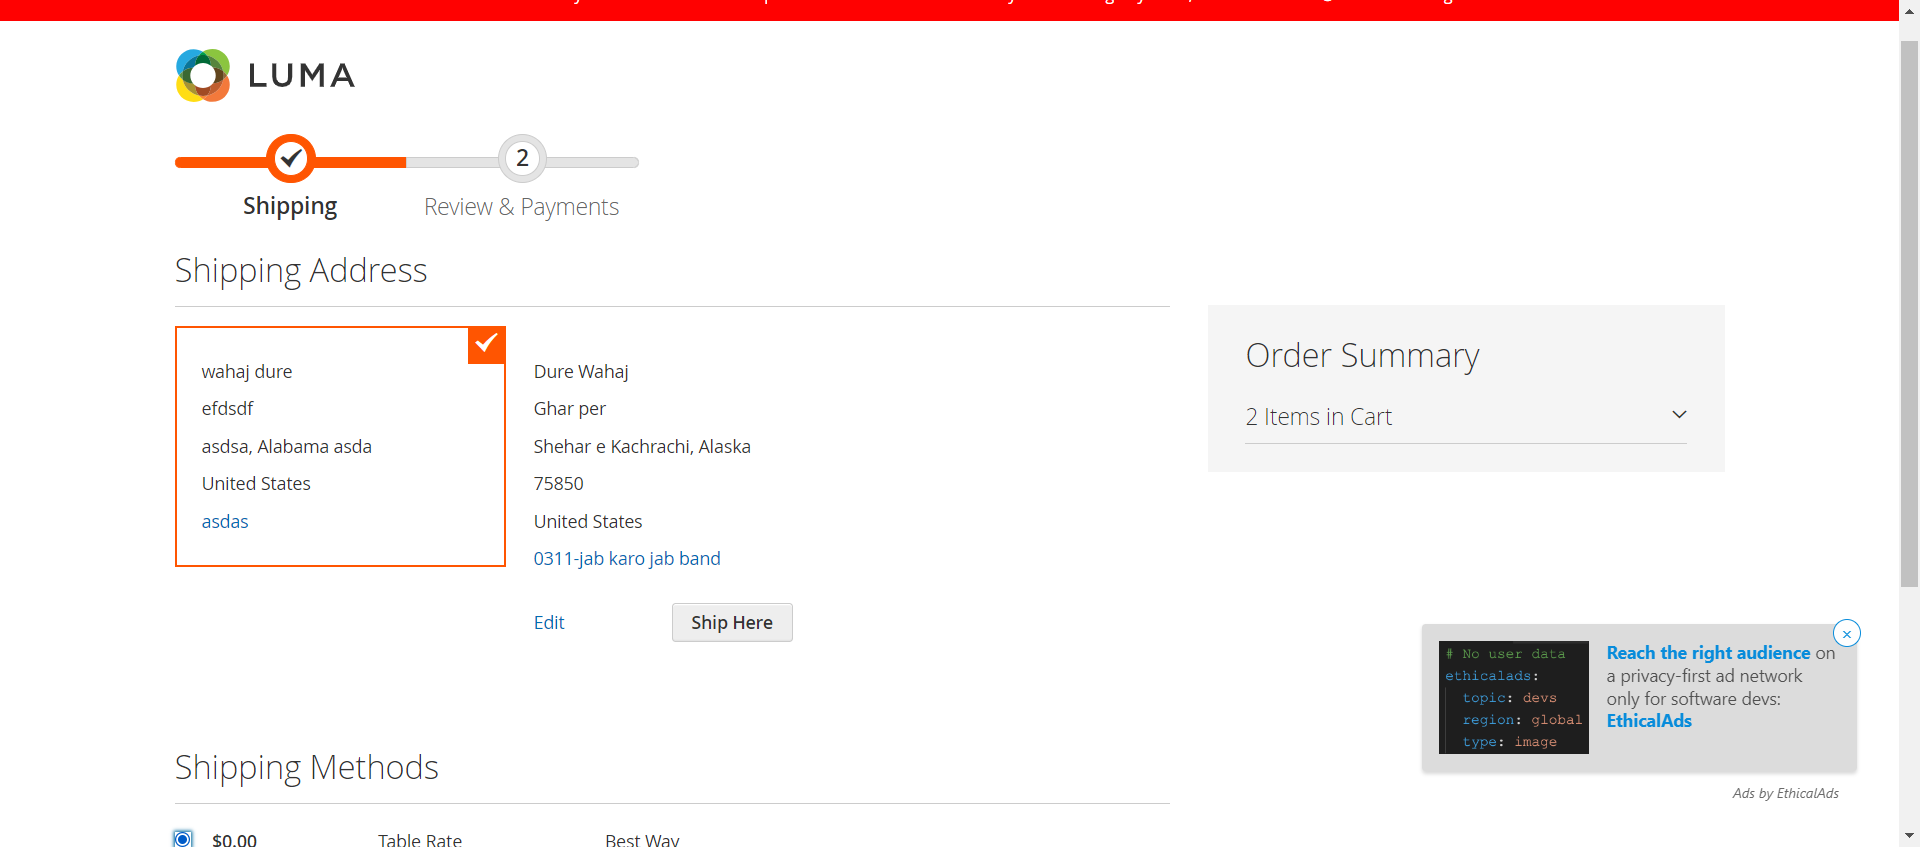 LUMA
2
Shipping
Review & Payments
Shipping Address
wahaj dure
efdsdf
asdsa, Alabama asda
United States
asdas
Dure Wahaj
Ghar per
Shehar e Kachrachi, Alaska
75850
United States
0311-jab karo jab band
Edit
Ship Here
Order Summary
2 Items in Cart
# No user data
ethicalads:
topic: devs
region: global
type: image
Reach the right audience on
a privacy-first ad network
only for software devs:
EthicalAds
Ads by EthicalAds
Shipping Methods
$0.00
Table Rate
Best Way